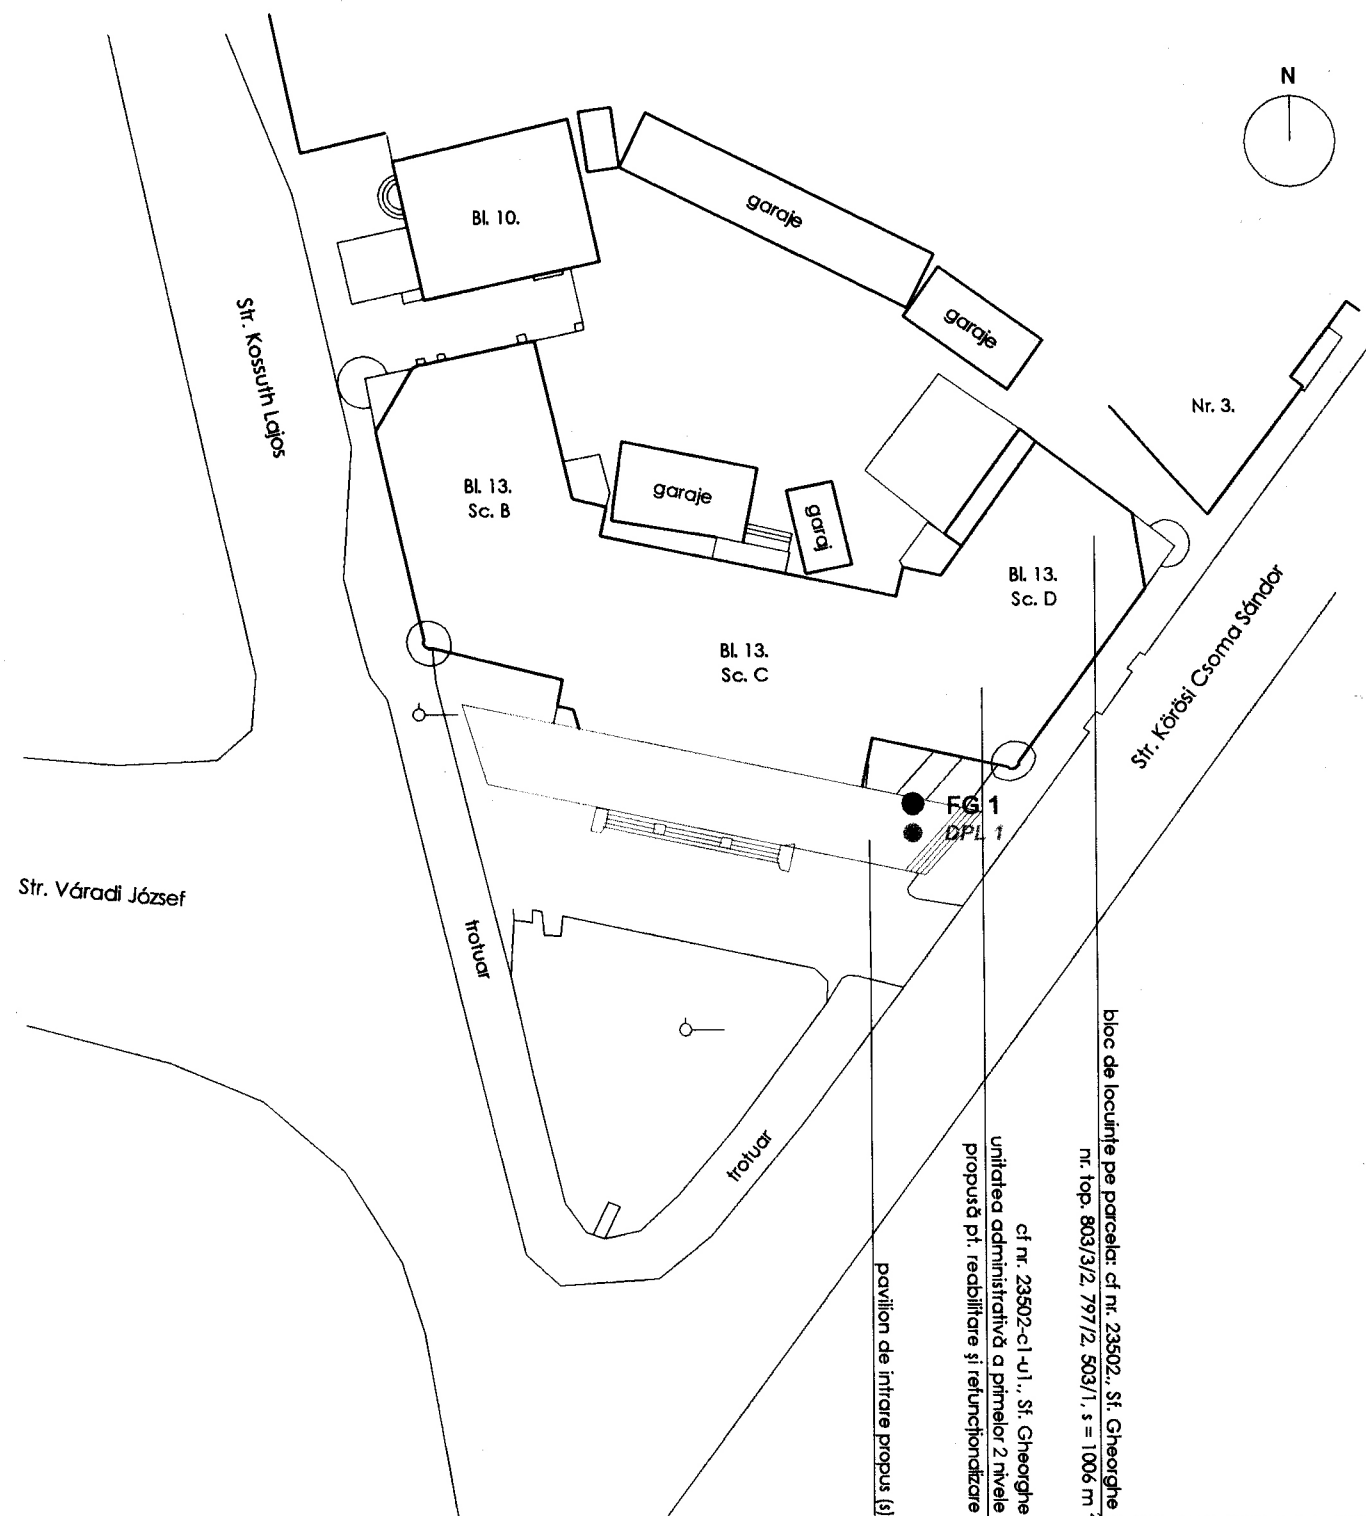 N
garaje
Bl. 10.
garaje
Str. Kossuth Lajos
Nr. 3.
Bl. 13.
Sc. B
garaje
garaj
Bl. 13.
Sc. D
Str. Körösi Csoma Sándor
Bl. 13.
Sc. C
FG 1
DPL 1
Str. Váradi József
trotuar
trotuar
bloc de locuințe pe parcela: cf nr. 23502., Sf. Gheorghe
nr. top. 803/3/2, 797/2, 503/1, s = 1006 m²
cf nr. 23502-c1-u1., Sf. Gheorghe
unitatea administrativă a primelor 2 nivele
propusă pt. reabilitare și refuncționalizare
pavilion de intrare propus (s)